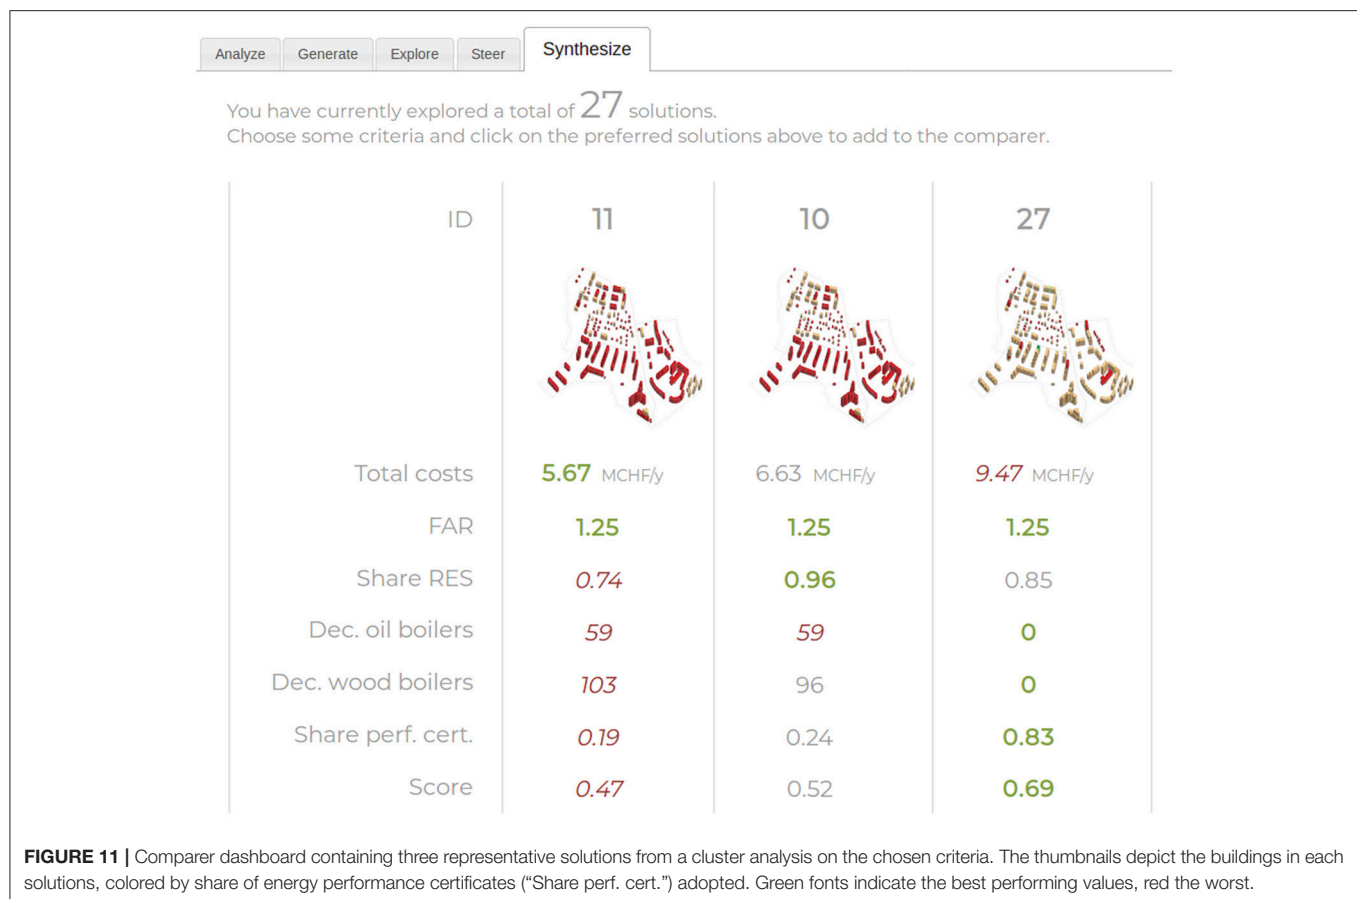 Analyze Generate Explore Steer Synthesize
You have currently explored a total of 27 solutions.
Choose some criteria and click on the preferred solutions above to add to the comparer.
ID 11 10 27
Total costs 5.67 MCHF/y 6.63 MCHF/y 9.47 MCHF/y
FAR 1.25 1.25 1.25
Share RES 0.74 0.96 0.85
Dec. oil boilers 59 59 0
Dec. wood boilers 103 96 0
Share perf. cert. 0.19 0.24 0.83
Score 0.47 0.52 0.69
FIGURE 11 | Comparer dashboard containing three representative solutions from a cluster analysis on the chosen criteria. The thumbnails depict the buildings in each
solutions, colored by share of energy performance certificates (“Share perf. cert.”) adopted. Green fonts indicate the best performing values, red the worst.